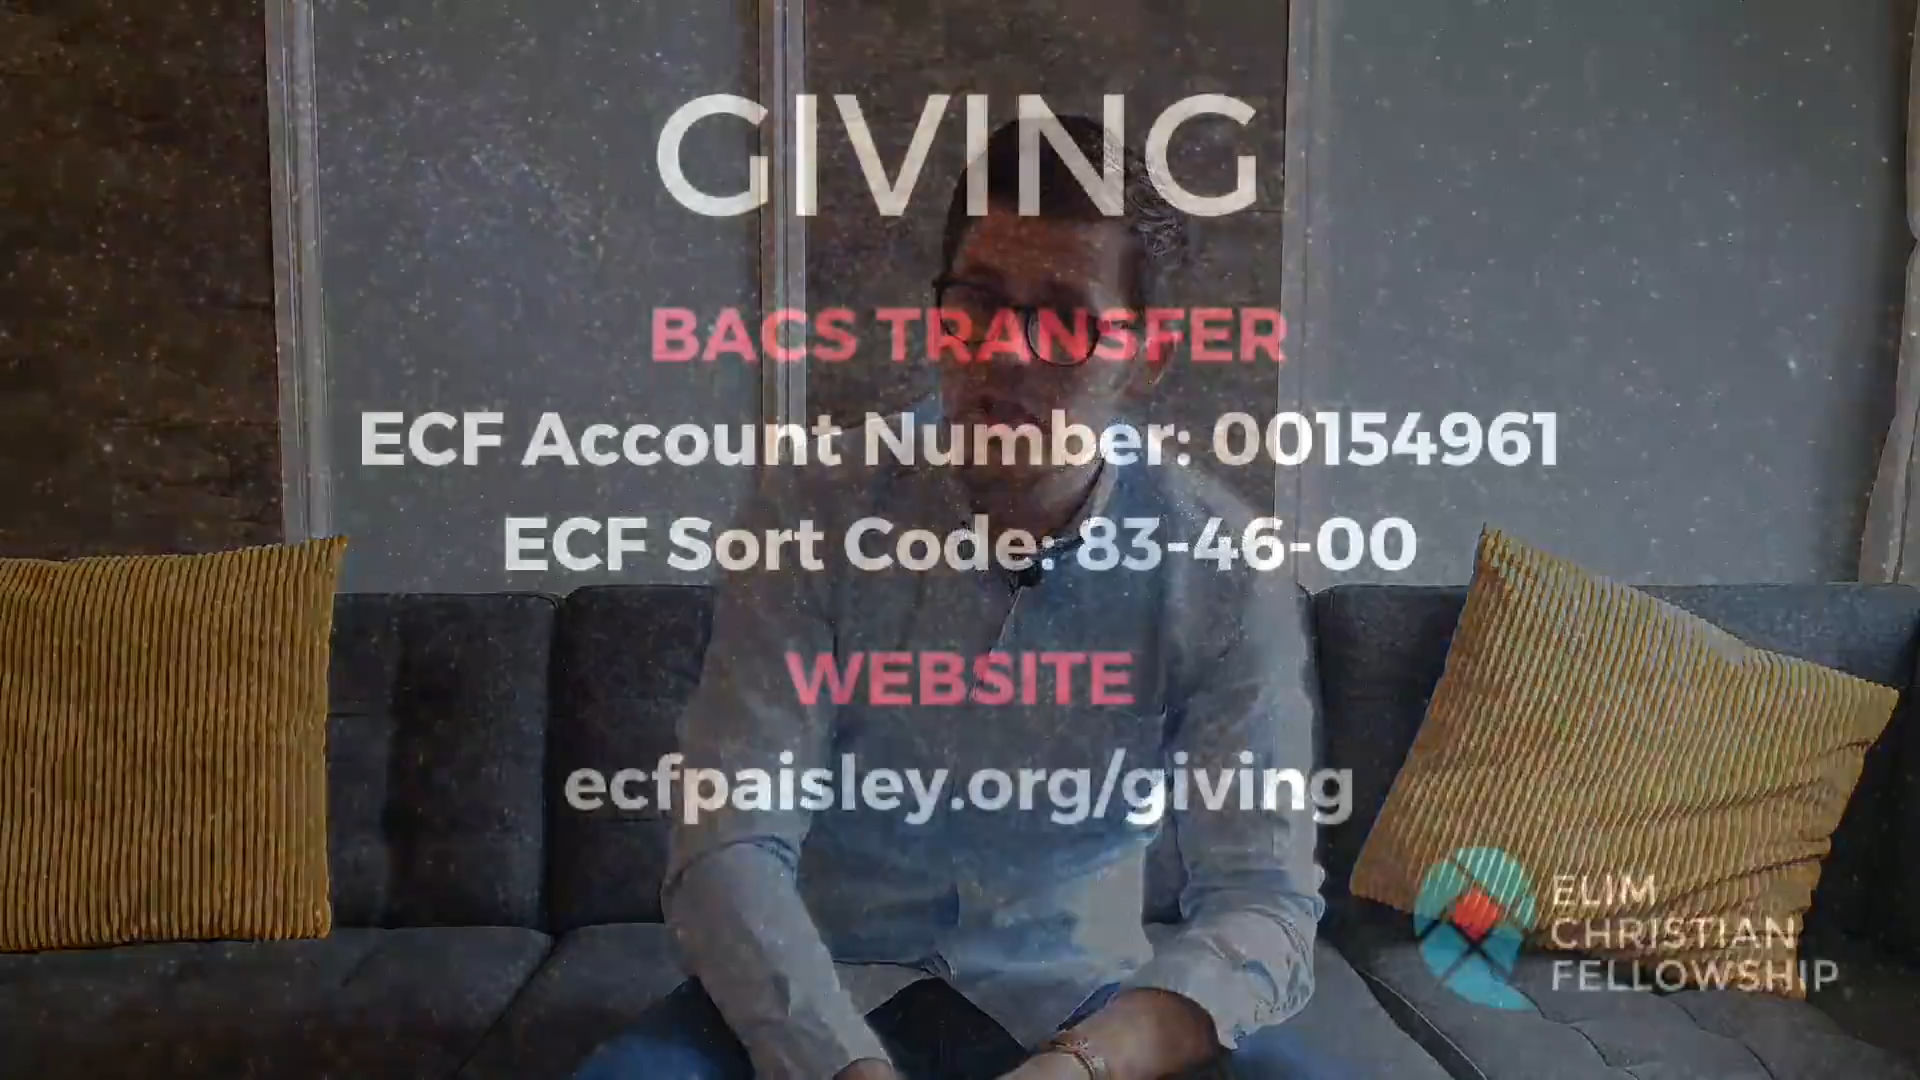 GIVING
BACS TRANSFER
ECF Account Number: 00154961
ECF Sort Code: 83-46-00
WEBSITE
ecfpaisley.org/giving
ELIM
CHRISTIAN
FELLOWSHIP